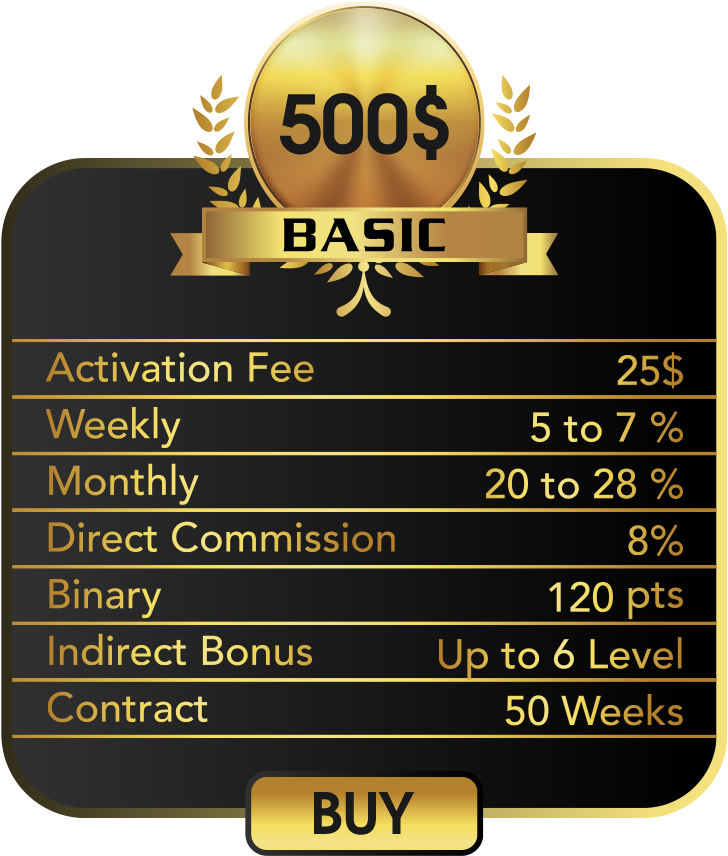 500$
BASIC
Activation Fee 25$
Weekly 5 to 7 %
Monthly 20 to 28 %
Direct Commission 8%
Binary 120 pts
Indirect Bonus Up to 6 Level
Contract 50 Weeks
BUY